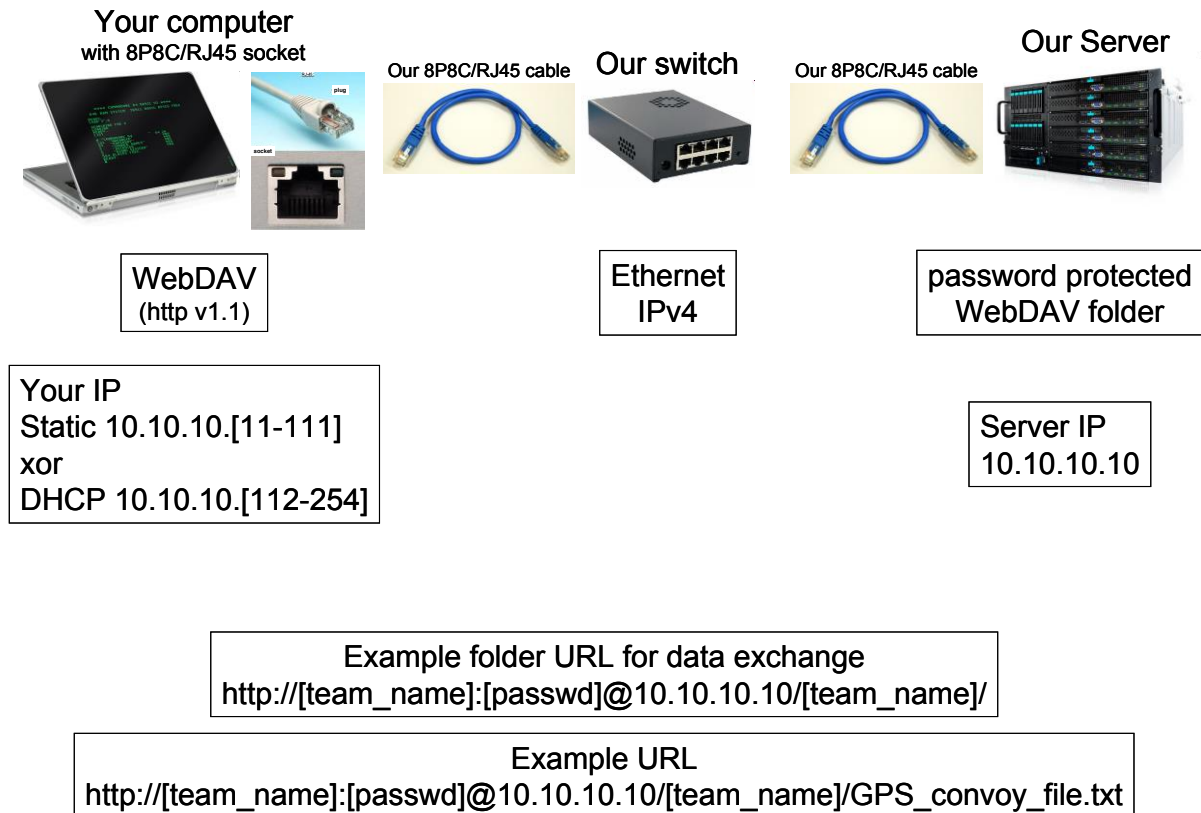 Your computer
with 8P8C/RJ45 socket
plug
socket
Our 8P8C/RJ45 cable
Our switch
Our 8P8C/RJ45 cable
Our Server
WebDAV
(http v1.1)
Ethernet
IPv4
password protected
WebDAV folder
Your IP
Static 10.10.10.[11-111]
xor
DHCP 10.10.10.[112-254]
Server IP
10.10.10.10
Example folder URL for data exchange
http://[team_name]:[passwd]@10.10.10.10/[team_name]/
Example URL
http://[team_name]:[passwd]@10.10.10.10/[team_name]/GPS_convoy_file.txt